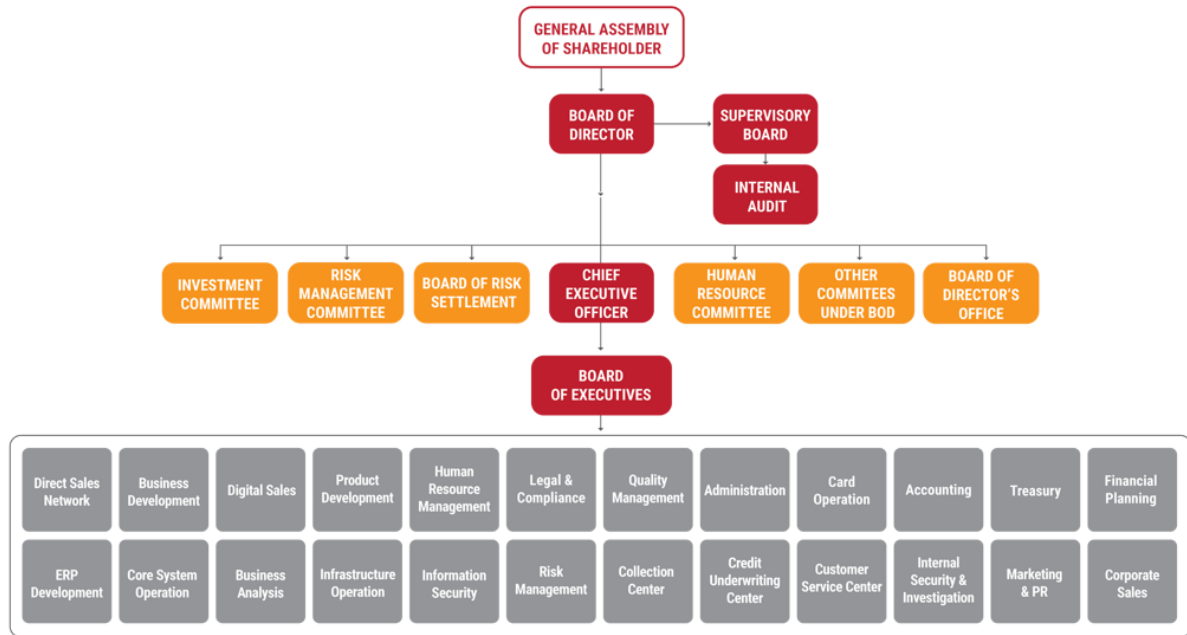 GENERAL ASSEMBLY
OF SHAREHOLDER
BOARD OF
DIRECTOR
SUPERVISORY
BOARD
INTERNAL
AUDIT
INVESTMENT
COMMITTEE
RISK
MANAGEMENT
COMMITTEE
BOARD OF RISK
SETTLEMENT
CHIEF
EXECUTIVE
OFFICER
HUMAN
RESOURCE
COMMITTEE
OTHER
COMMITEES
UNDER BOD
BOARD OF
DIRECTOR'S
OFFICE
BOARD
OF EXECUTIVES
Direct Sales
Network
Business
Development
Digital Sales
Product
Development
Human
Resource
Management
Legal &
Compliance
Quality
Management
Administration
Card
Operation
Accounting
Treasury
Financial
Planning
ERP
Development
Core System
Operation
Business
Analysis
Infrastructure
Operation
Information
Security
Risk
Management
Collection
Center
Credit
Underwriting
Center
Customer
Service Center
Internal
Security &
Investigation
Marketing
& PR
Corporate
Sales